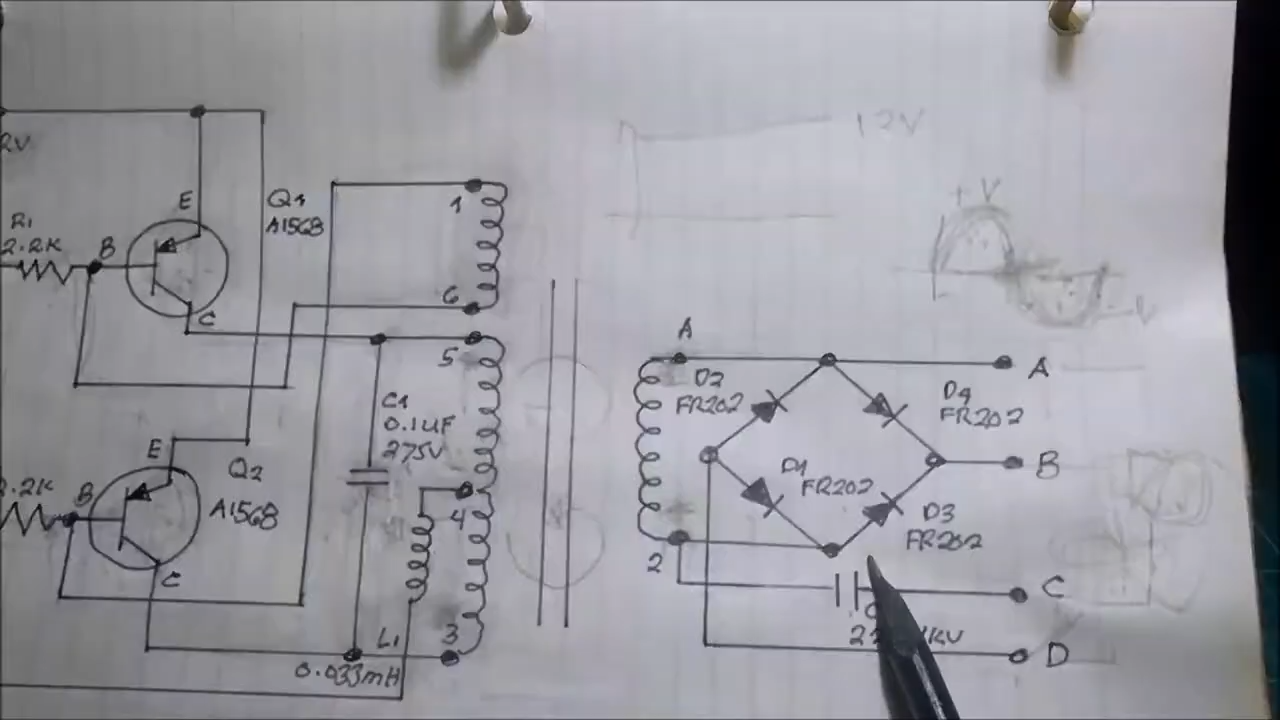 2V
R1
2.2K
B
E
C
Q1
A1568
1
6
5
C1
0.1UF
275V
E
Q2
A1568
.2K
B
C
4
L1
0.033mH
3
12V
+V
-V
A
D2
FR202
D4
FR202
A
B
D1
FR202
D3
FR202
2
C
D